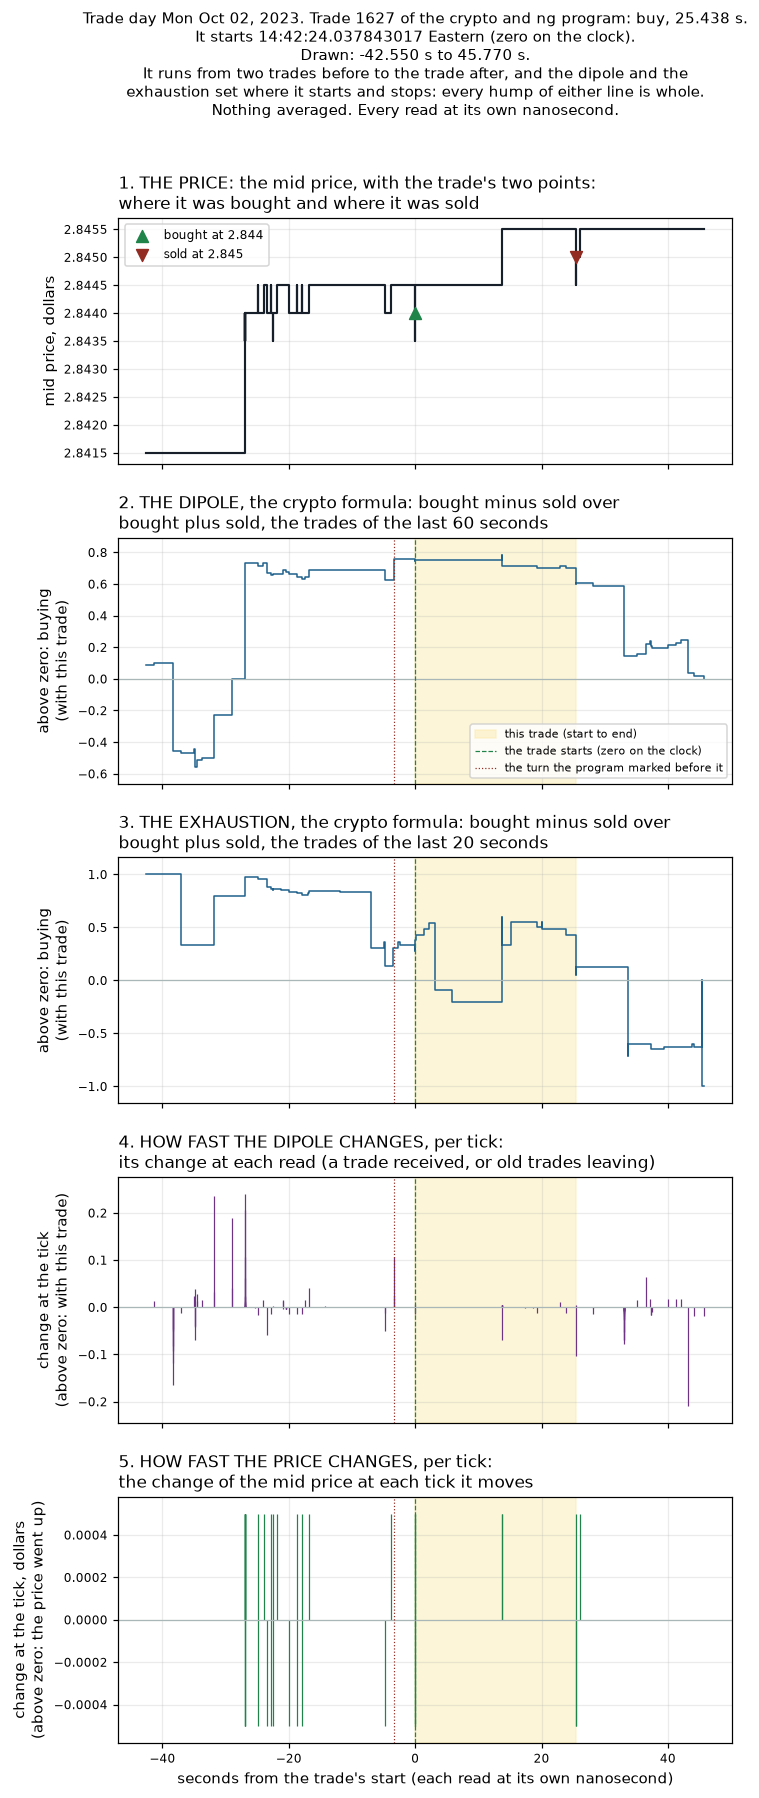 Trade day Mon Oct 02, 2023. Trade 1627 of the crypto and ng program: buy, 25.438 s.
It starts 14:42:24.037843017 Eastern (zero on the clock).
Drawn: -42.550 s to 45.770 s.
It runs from two trades before to the trade after, and the dipole and the
exhaustion set where it starts and stops: every hump of either line is whole.
Nothing averaged. Every read at its own nanosecond.
1. THE PRICE: the mid price, with the trade's two points:
where it was bought and where it was sold
mid price, dollars
2.8455
2.8450
2.8445
2.8440
2.8435
2.8430
2.8425
2.8420
2.8415
bought at 2.844
sold at 2.845
2. THE DIPOLE, the crypto formula: bought minus sold over
bought plus sold, the trades of the last 60 seconds
above zero: buying
(with this trade)
0.8
0.6
0.4
0.2
0.0
−0.2
−0.4
−0.6
this trade (start to end)
the trade starts (zero on the clock)
the turn the program marked before it
3. THE EXHAUSTION, the crypto formula: bought minus sold over
bought plus sold, the trades of the last 20 seconds
above zero: buying
(with this trade)
1.0
0.5
0.0
−0.5
−1.0
4. HOW FAST THE DIPOLE CHANGES, per tick:
its change at each read (a trade received, or old trades leaving)
change at the tick
(above zero: with this trade)
0.2
0.1
0.0
−0.1
−0.2
5. HOW FAST THE PRICE CHANGES, per tick:
the change of the mid price at each tick it moves
change at the tick, dollars
(above zero: the price went up)
0.0004
0.0002
0.0000
−0.0002
−0.0004
−40
−20
0
20
40
seconds from the trade's start (each read at its own nanosecond)